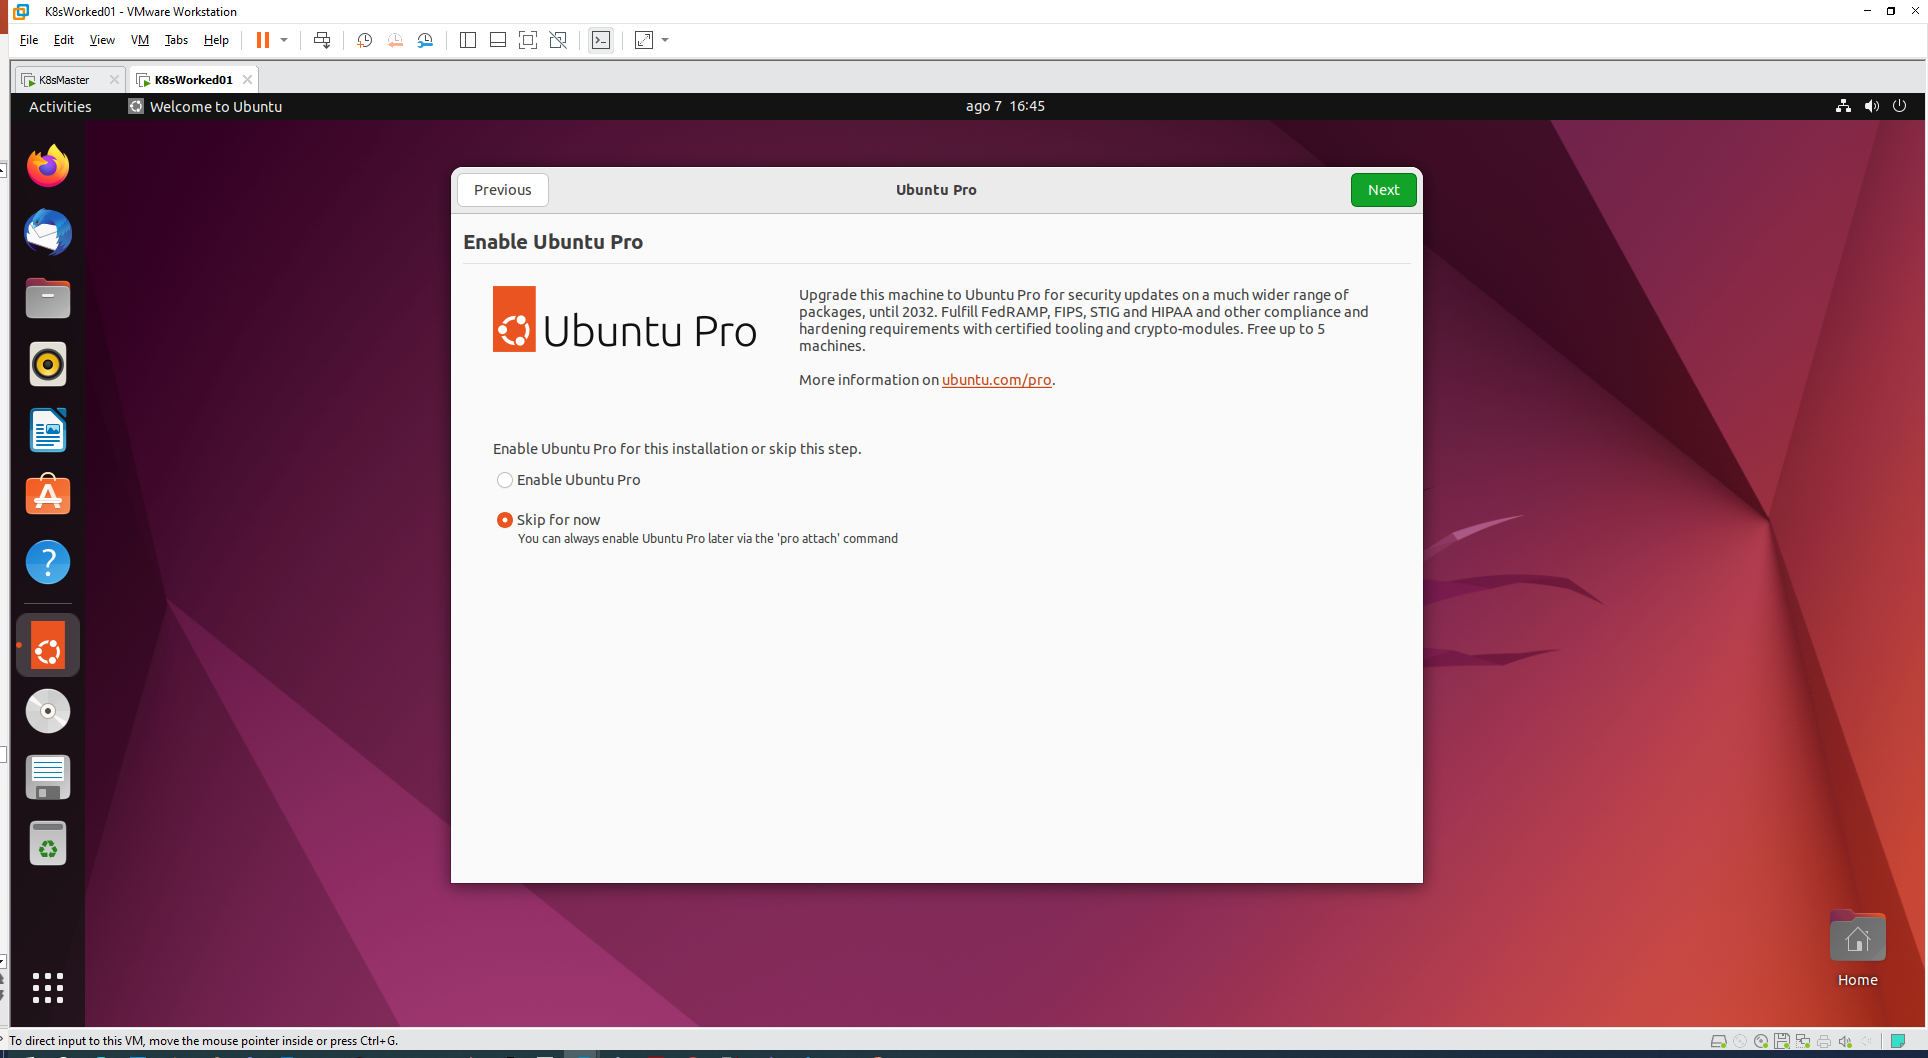 K8sWorked01 - VMware Workstation
File Edit View VM Tabs Help
K8sMaster K8sWorked01
Activities Welcome to Ubuntu ago 7 16:45
Previous Ubuntu Pro Next
Enable Ubuntu Pro
Ubuntu Pro
Upgrade this machine to Ubuntu Pro for security updates on a much wider range of
packages, until 2032. Fulfill FedRAMP, FIPS, STIG and HIPAA and other compliance and
hardening requirements with certified tooling and crypto-modules. Free up to 5
machines.
More information on ubuntu.com/pro.
Enable Ubuntu Pro for this installation or skip this step.
Enable Ubuntu Pro
Skip for now
You can always enable Ubuntu Pro later via the 'pro attach' command
Home
To direct input to this VM, move the mouse pointer inside or press Ctrl+G.